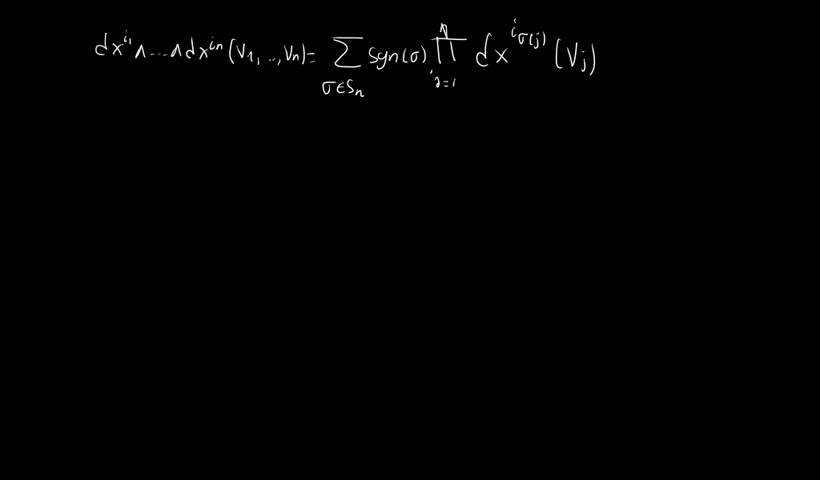 dx^{i_1} ∧ ... ∧ dx^{i_n} (v_1, .., v_n) = ∑_{σ∈S_n} sgn(σ) ∏_{j=1}^{n} dx^{i_{σ(j)}} (v_j)